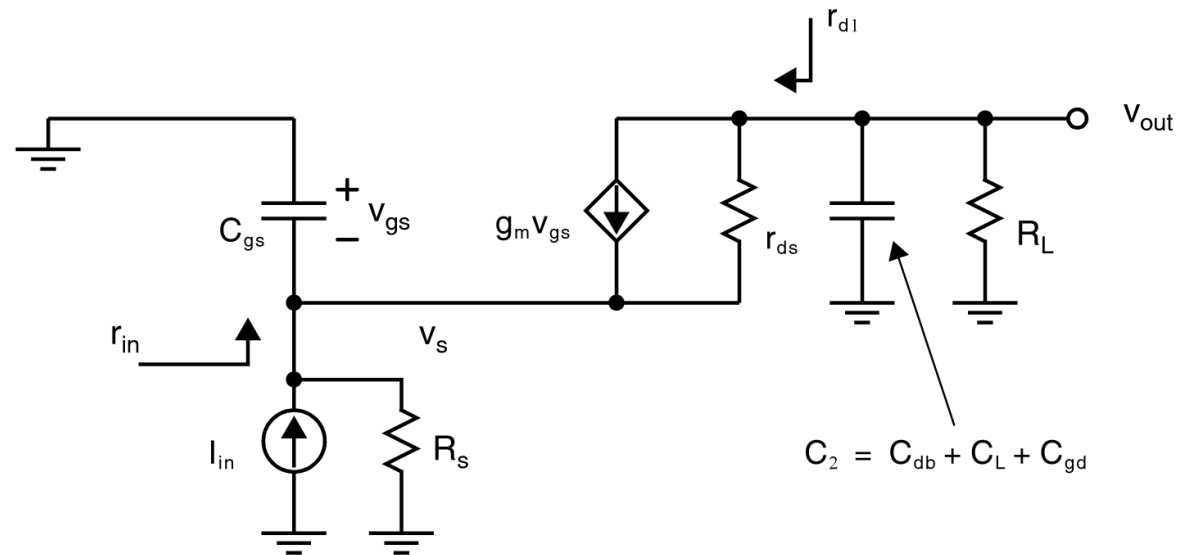 r_d1
v_out
+
v_gs
–
C_gs
g_m v_gs
r_ds
R_L
r_in
v_s
I_in
R_s
C_2 = C_db + C_L + C_gd